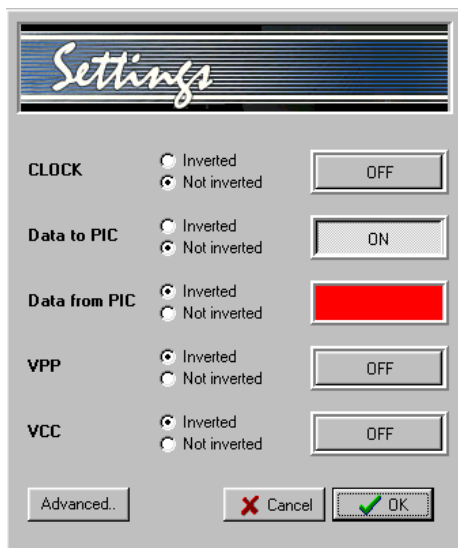 Settings
CLOCK
Inverted
Not inverted
OFF
Data to PIC
Inverted
Not inverted
ON
Data from PIC
Inverted
Not inverted
VPP
Inverted
Not inverted
OFF
VCC
Inverted
Not inverted
OFF
Advanced..
Cancel
OK